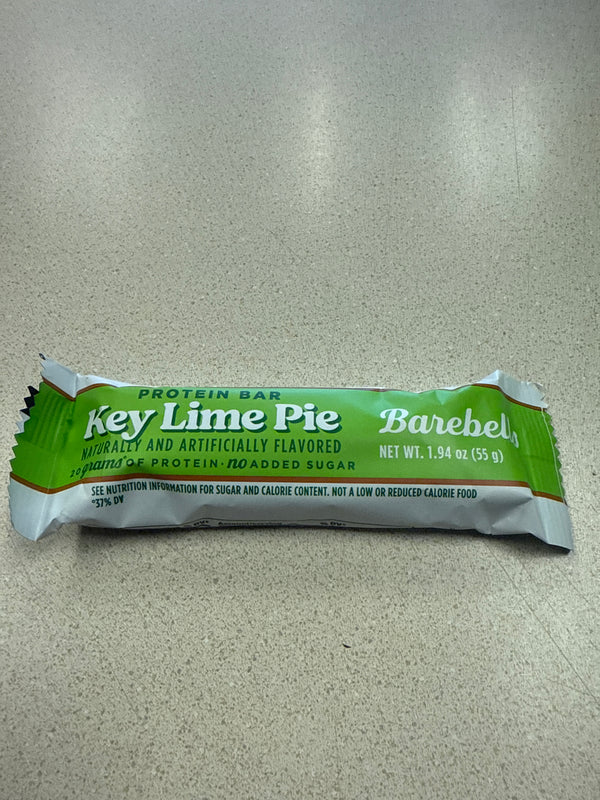 PROTEIN BAR
Key Lime Pie
NATURALLY AND ARTIFICIALLY FLAVORED
20 grams* OF PROTEIN · no ADDED SUGAR
Barebells
NET WT. 1.94 oz (55 g)
SEE NUTRITION INFORMATION FOR SUGAR AND CALORIE CONTENT. NOT A LOW OR REDUCED CALORIE FOOD
*37% DV